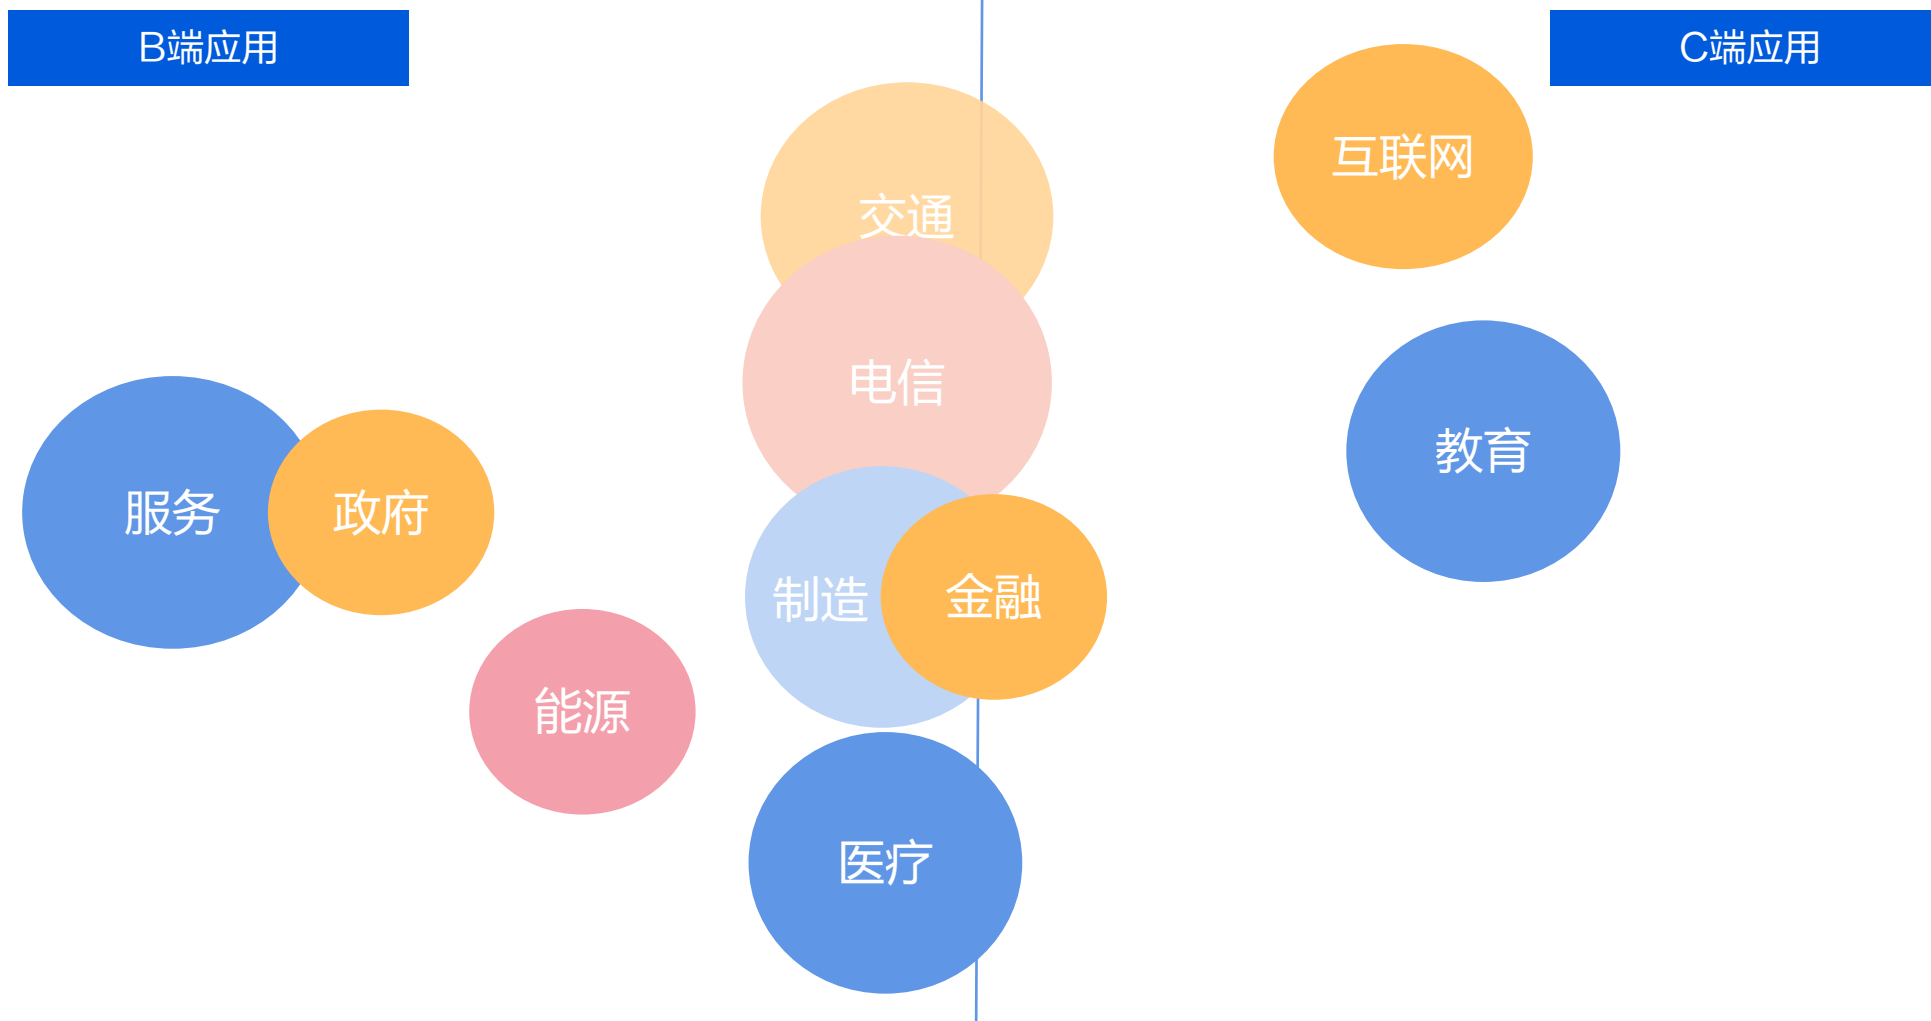 B端应用
C端应用
互联网
交通
电信
教育
服务
政府
制造
金融
能源
医疗